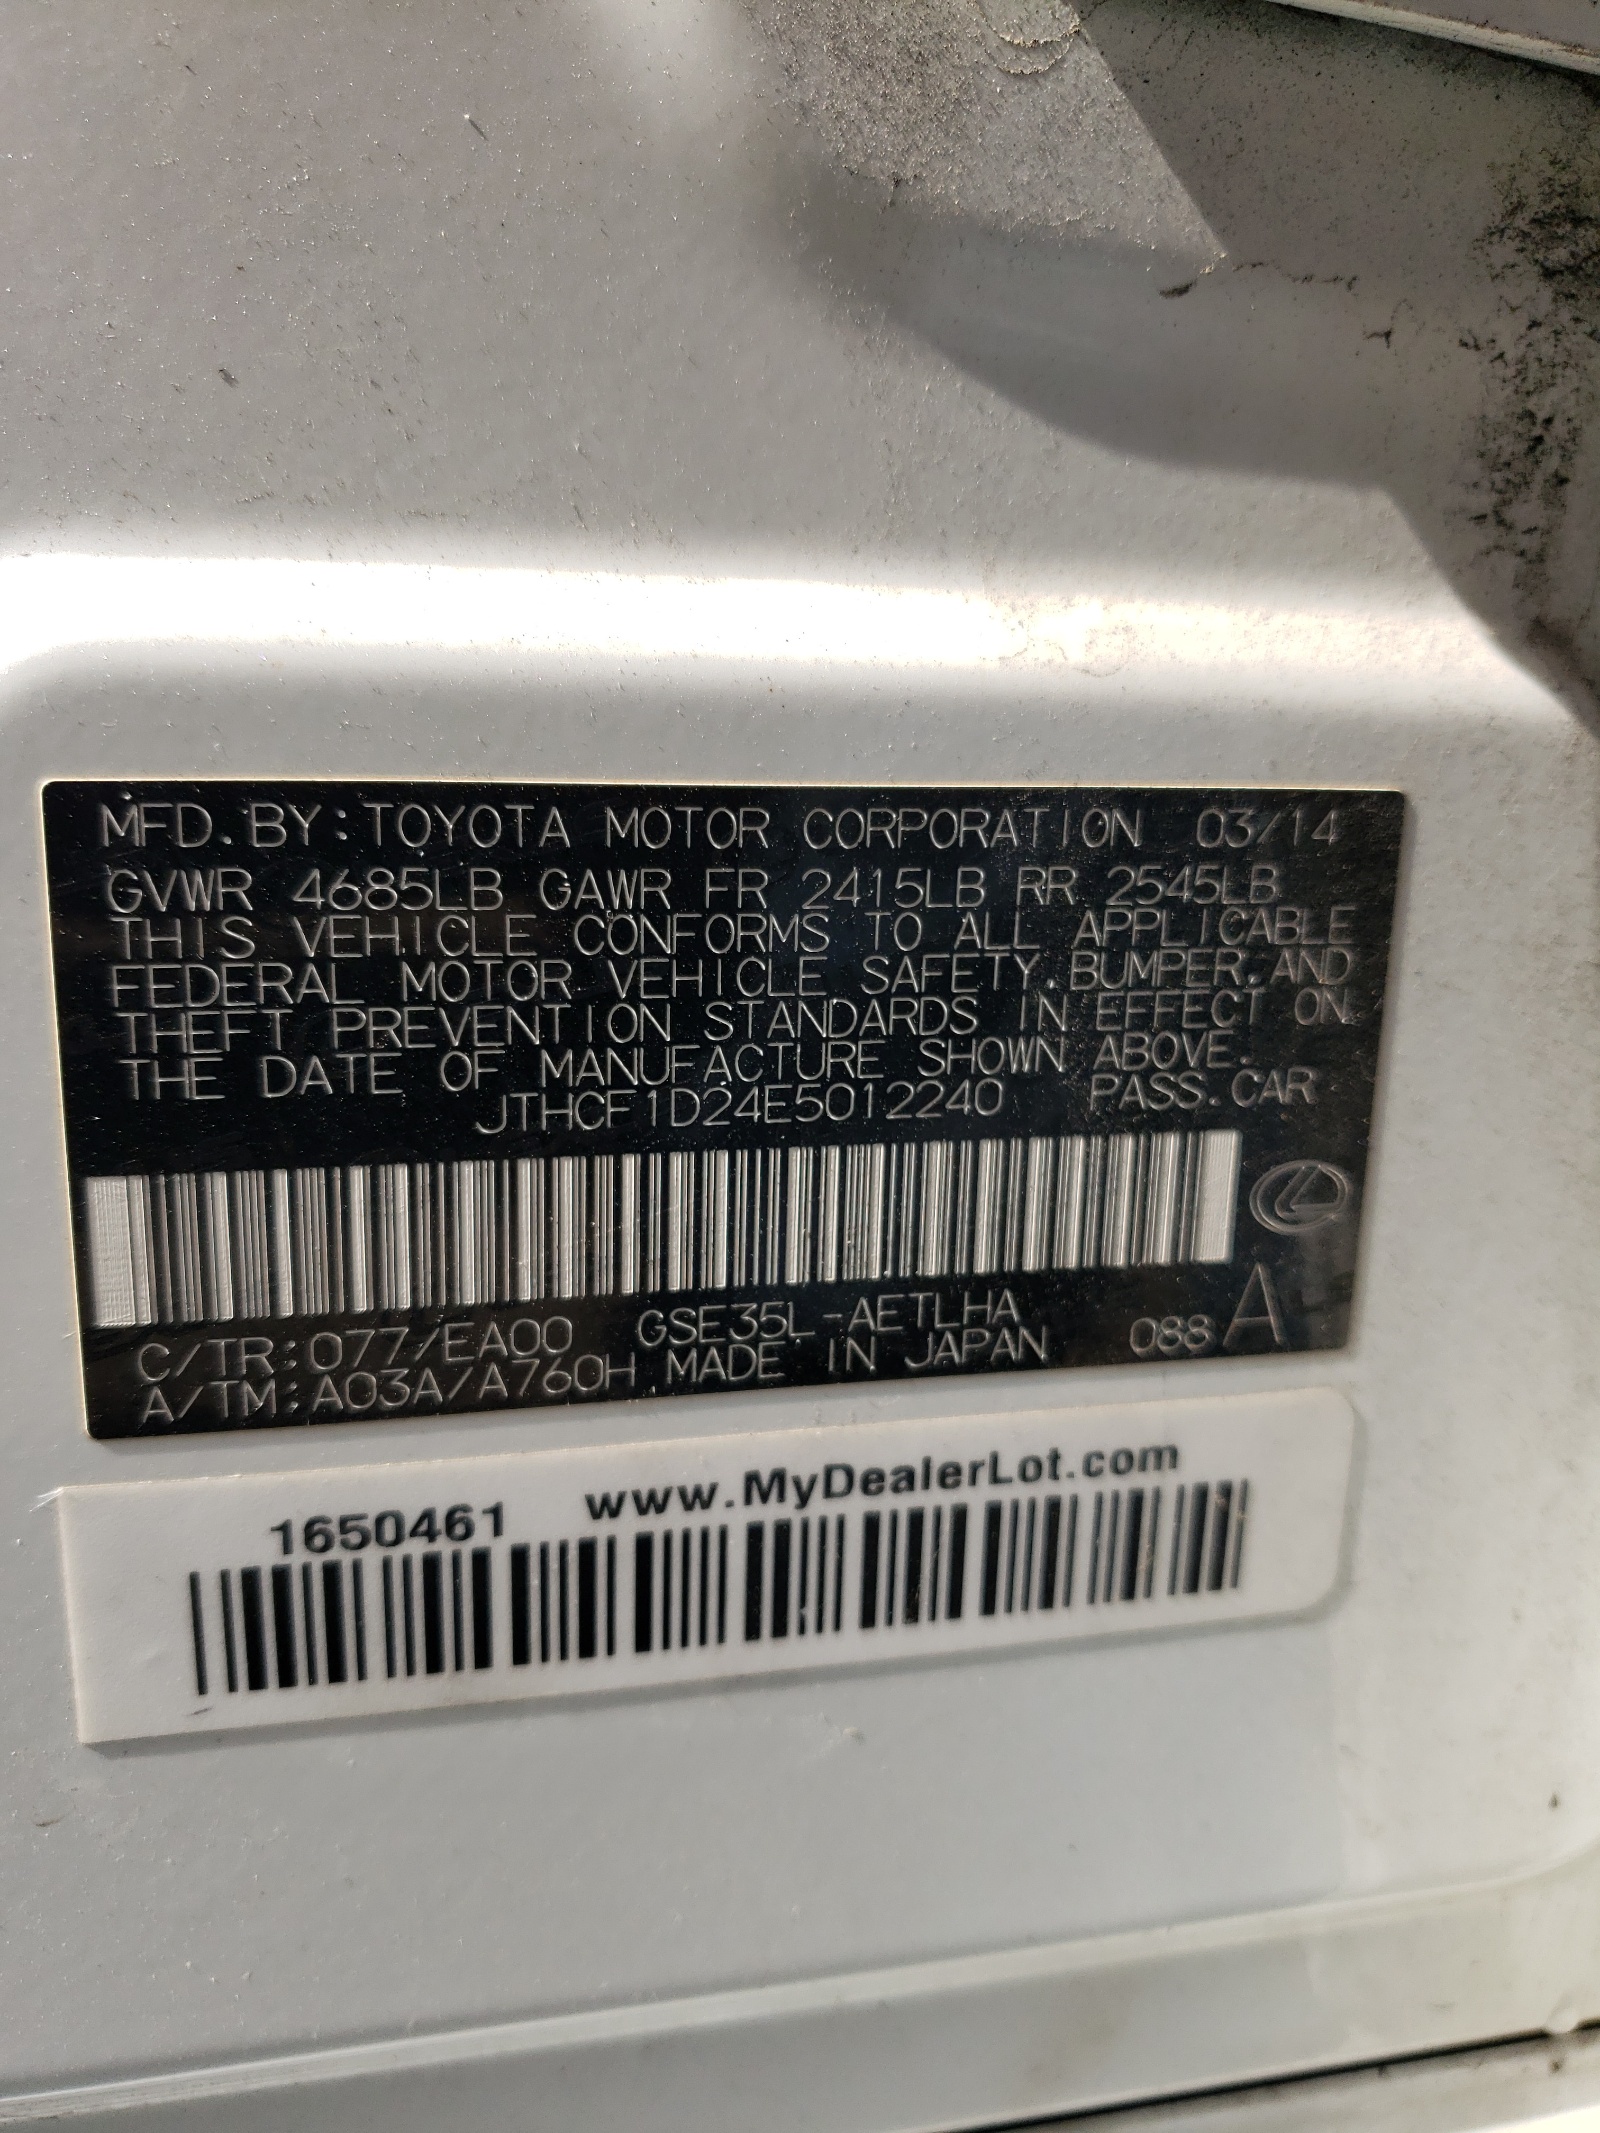 MFD.BY:TOYOTA MOTOR CORPORATION 03/14
GVWR 4685LB GAWR FR 2415LB RR 2545LB
THIS VEHICLE CONFORMS TO ALL APPLICABLE
FEDERAL MOTOR VEHICLE SAFETY,BUMPER,AND
THEFT PREVENTION STANDARDS IN EFFECT ON
THE DATE OF MANUFACTURE SHOWN ABOVE.
JTHCF1D24E5012240 PASS.CAR
C/TR:077/EA00 GSE35L-AETLHA
A/TM:A03A/A760H MADE IN JAPAN 088 A
1650461 www.MyDealerLot.com